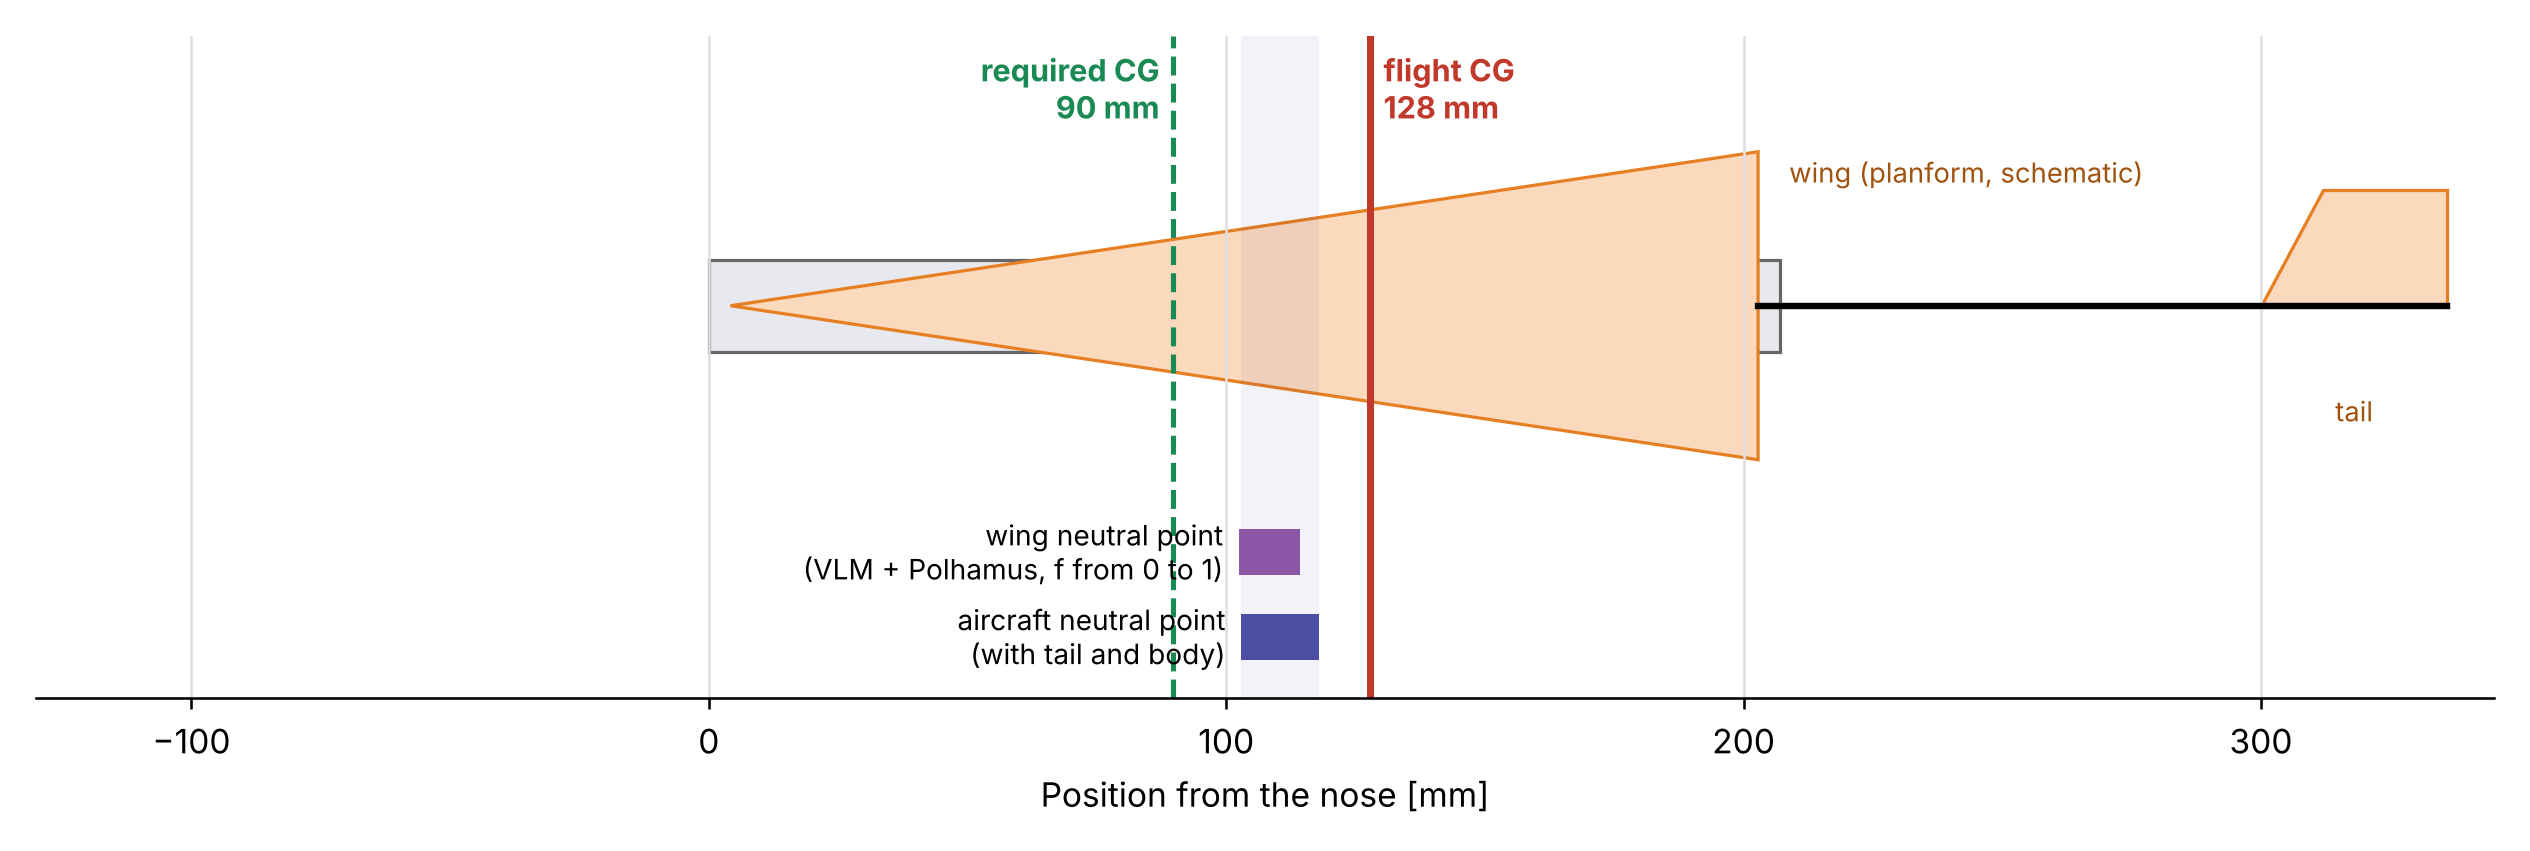 required CG
90 mm
flight CG
128 mm
wing (planform, schematic)
tail
wing neutral point
(VLM + Polhamus, f from 0 to 1)
aircraft neutral point
(with tail and body)
−100
0
100
200
300
Position from the nose [mm]